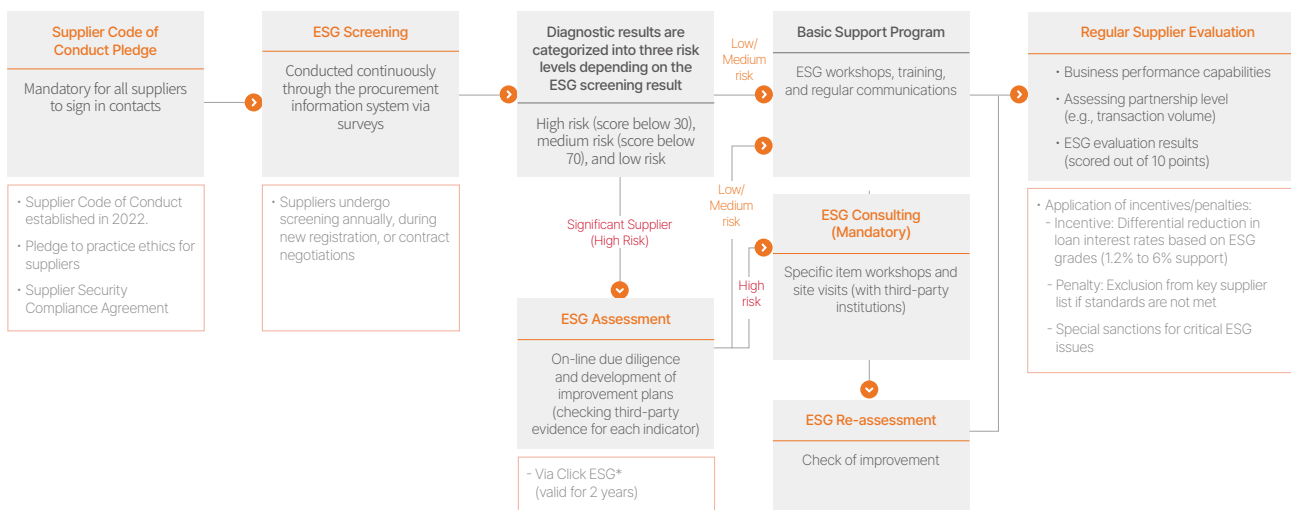 Supplier Code of
Conduct Pledge
Mandatory for all suppliers
to sign in contacts
• Supplier Code of Conduct
established in 2022.
• Pledge to practice ethics for
suppliers
• Supplier Security
Compliance Agreement
ESG Screening
Conducted continuously
through the procurement
information system via
surveys
• Suppliers undergo
screening annually, during
new registration, or contract
negotiations
Diagnostic results are
categorized into three risk
levels depending on the
ESG screening result
High risk (score below 30),
medium risk (score below
70), and low risk
Significant Supplier
(High Risk)
ESG Assessment
On-line due diligence
and development of
improvement plans
(checking third-party
evidence for each indicator)
- Via Click ESG*
(valid for 2 years)
Low/
Medium
risk
Low/
Medium
risk
High
risk
Basic Support Program
ESG workshops, training,
and regular communications
ESG Consulting
(Mandatory)
Specific item workshops and
site visits (with third-party
institutions)
ESG Re-assessment
Check of improvement
Regular Supplier Evaluation
• Business performance capabilities
• Assessing partnership level
(e.g., transaction volume)
• ESG evaluation results
(scored out of 10 points)
• Application of incentives/penalties:
- Incentive: Differential reduction in
loan interest rates based on ESG
grades (1.2% to 6% support)
- Penalty: Exclusion from key supplier
list if standards are not met
- Special sanctions for critical ESG
issues